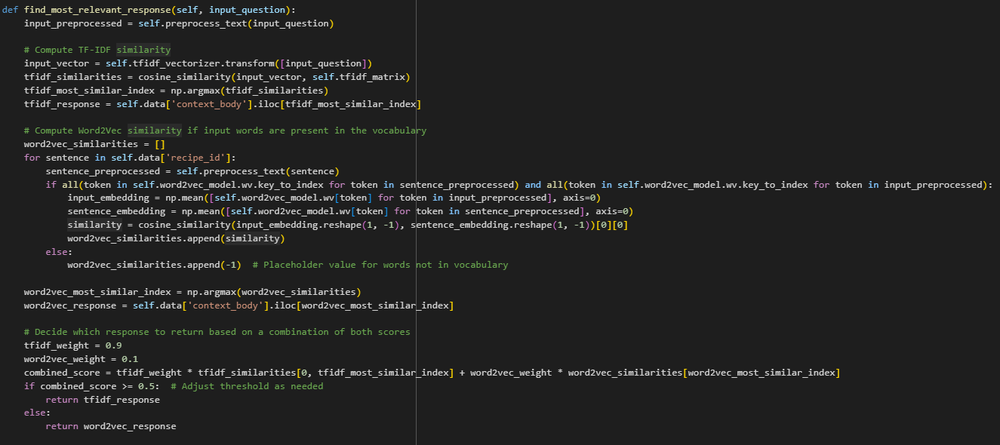 def find_most_relevant_response(self, input_question):
    input_preprocessed = self.preprocess_text(input_question)

    # Compute TF-IDF similarity
    input_vector = self.tfidf_vectorizer.transform([input_question])
    tfidf_similarities = cosine_similarity(input_vector, self.tfidf_matrix)
    tfidf_most_similar_index = np.argmax(tfidf_similarities)
    tfidf_response = self.data['context_body'].iloc[tfidf_most_similar_index]

    # Compute Word2Vec similarity if input words are present in the vocabulary
    word2vec_similarities = []
    for sentence in self.data['recipe_id']:
        sentence_preprocessed = self.preprocess_text(sentence)
        if all(token in self.word2vec_model.wv.key_to_index for token in sentence_preprocessed) and all(token in self.word2vec_model.wv.key_to_index for token in input_preprocessed):
            input_embedding = np.mean([self.word2vec_model.wv[token] for token in input_preprocessed], axis=0)
            sentence_embedding = np.mean([self.word2vec_model.wv[token] for token in sentence_preprocessed], axis=0)
            similarity = cosine_similarity(input_embedding.reshape(1, -1), sentence_embedding.reshape(1, -1))[0][0]
            word2vec_similarities.append(similarity)
        else:
            word2vec_similarities.append(-1)  # Placeholder value for words not in vocabulary

    word2vec_most_similar_index = np.argmax(word2vec_similarities)
    word2vec_response = self.data['context_body'].iloc[word2vec_most_similar_index]

    # Decide which response to return based on a combination of both scores
    tfidf_weight = 0.9
    word2vec_weight = 0.1
    combined_score = tfidf_weight * tfidf_similarities[0, tfidf_most_similar_index] + word2vec_weight * word2vec_similarities[word2vec_most_similar_index]
    if combined_score >= 0.5:  # Adjust threshold as needed
        return tfidf_response
    else:
        return word2vec_response